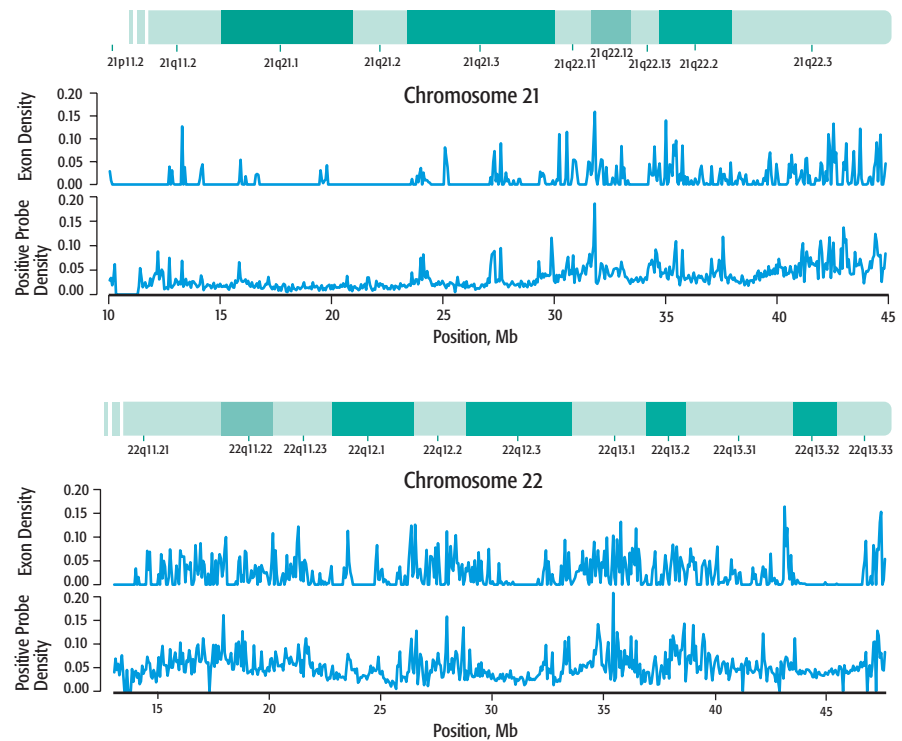 21p11.2 21q11.2 21q21.1 21q21.2 21q21.3 21q22.11 21q22.12 21q22.13 21q22.2 21q22.3
Chromosome 21
Exon Density
0.20
0.15
0.10
0.05
0.00
Positive Probe
Density
0.20
0.15
0.10
0.05
0.00
10 15 20 25 30 35 40 45
Position, Mb
22q11.21 22q11.22 22q11.23 22q12.1 22q12.2 22q12.3 22q13.1 22q13.2 22q13.31 22q13.32 22q13.33
Chromosome 22
Exon Density
0.20
0.15
0.10
0.05
0.00
Positive Probe
Density
0.20
0.15
0.10
0.05
0.00
15 20 25 30 35 40 45
Position, Mb